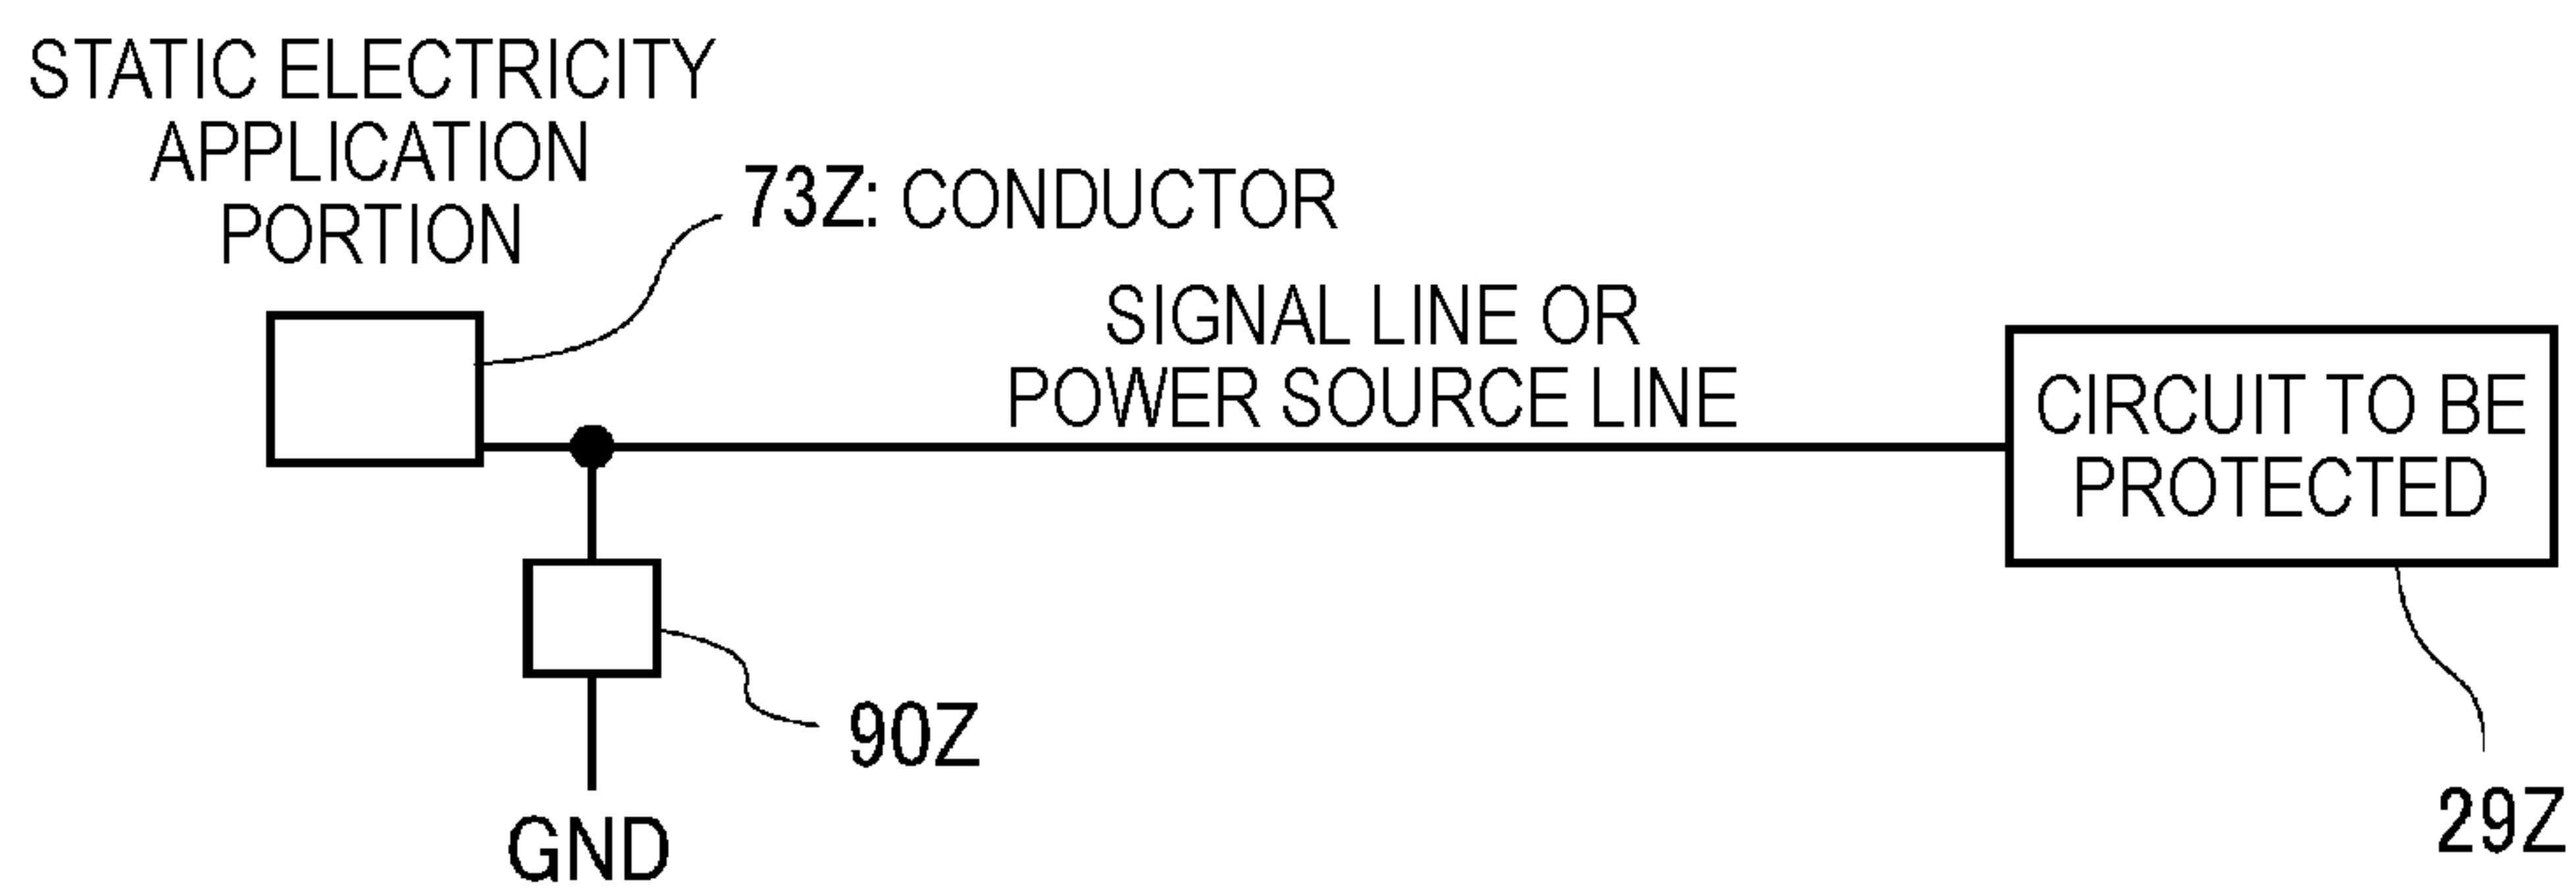 STATIC ELECTRICITY
APPLICATION
PORTION
73Z: CONDUCTOR
SIGNAL LINE OR
POWER SOURCE LINE
CIRCUIT TO BE
PROTECTED
90Z
GND
29Z